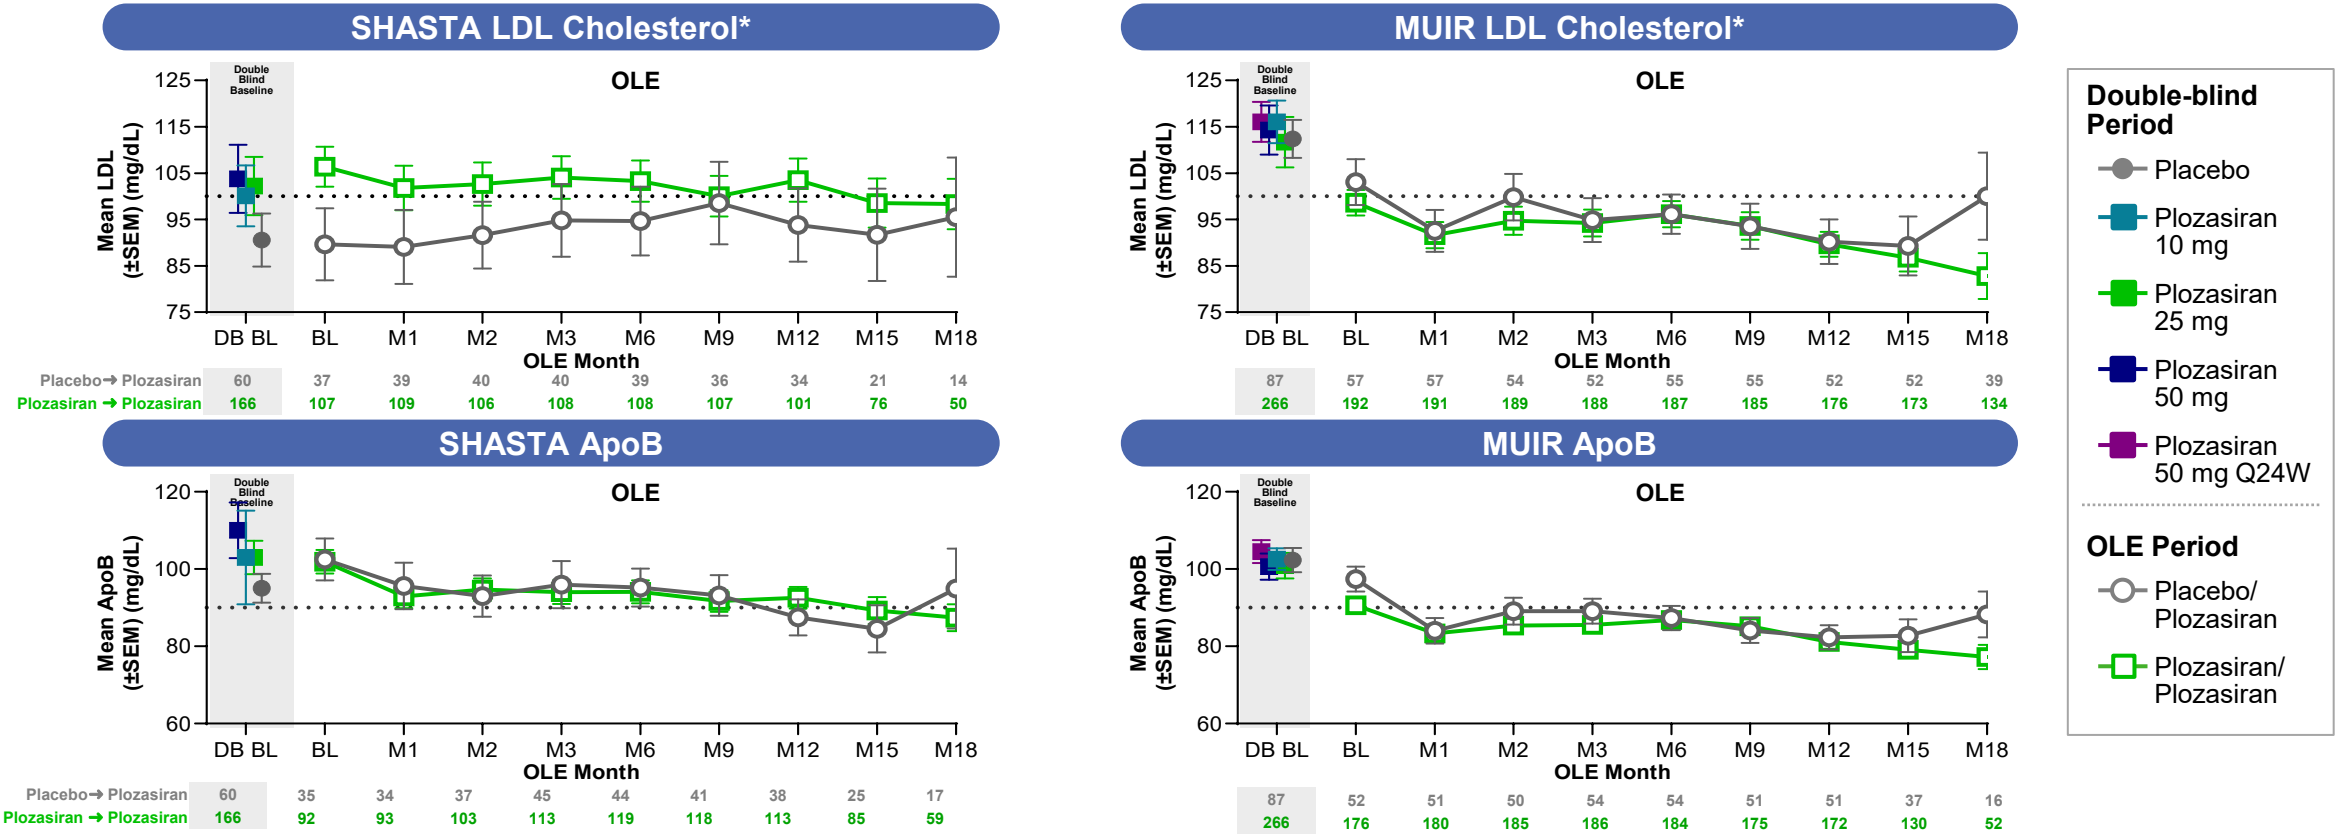 SHASTA LDL Cholesterol*
Mean LDL
(±SEM) (mg/dL)
125
115
105
95
85
75
Double
Blind
Baseline
OLE
DB BL BL M1 M2 M3 M6 M9 M12 M15 M18
OLE Month
Placebo➜ Plozasiran 60 37 39 40 40 39 36 34 21 14
Plozasiran ➜ Plozasiran 166 107 109 106 108 108 107 101 76 50
MUIR LDL Cholesterol*
Mean LDL
(±SEM) (mg/dL)
125
115
105
95
85
75
Double
Blind
Baseline
OLE
DB BL BL M1 M2 M3 M6 M9 M12 M15 M18
OLE Month
87 57 57 54 52 55 55 52 52 39
266 192 191 189 188 187 185 176 173 134
SHASTA ApoB
Mean ApoB
(±SEM) (mg/dL)
120
100
80
60
Double
Blind
Baseline
OLE
DB BL BL M1 M2 M3 M6 M9 M12 M15 M18
OLE Month
Placebo➜ Plozasiran 60 35 34 37 45 44 41 38 25 17
Plozasiran ➜ Plozasiran 166 92 93 103 113 119 118 113 85 59
MUIR ApoB
Mean ApoB
(±SEM) (mg/dL)
120
100
80
60
Double
Blind
Baseline
OLE
DB BL BL M1 M2 M3 M6 M9 M12 M15 M18
OLE Month
87 52 51 50 54 54 51 51 37 16
266 176 180 185 186 184 175 172 130 52
Double-blind
Period
Placebo
Plozasiran
10 mg
Plozasiran
25 mg
Plozasiran
50 mg
Plozasiran
50 mg Q24W
OLE Period
Placebo/
Plozasiran
Plozasiran/
Plozasiran